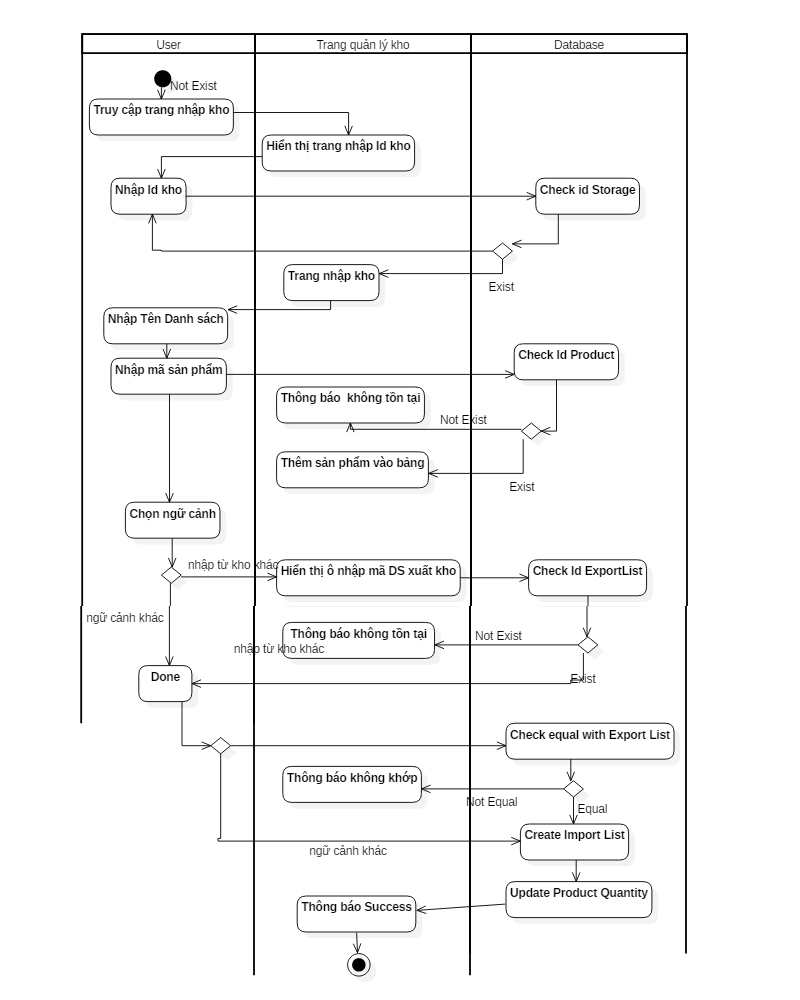 User
Trang quản lý kho
Database
Not Exist
Truy cập trang nhập kho
Hiển thị trang nhập Id kho
Nhập Id kho
Check id Storage
Trang nhập kho
Exist
Nhập Tên Danh sách
Check Id Product
Nhập mã sản phẩm
Thông báo  không tồn tại
Not Exist
Thêm sản phẩm vào bảng
Exist
Chọn ngữ cảnh
nhập từ kho khác
Hiển thị ô nhập mã DS xuất kho
Check Id ExportList
ngữ cảnh khác
Thông báo không tồn tại
Not Exist
nhập từ kho khác
Done
Exist
Check equal with Export List
Thông báo không khớp
Not Equal
Equal
Create Import List
ngữ cảnh khác
Update Product Quantity
Thông báo Success